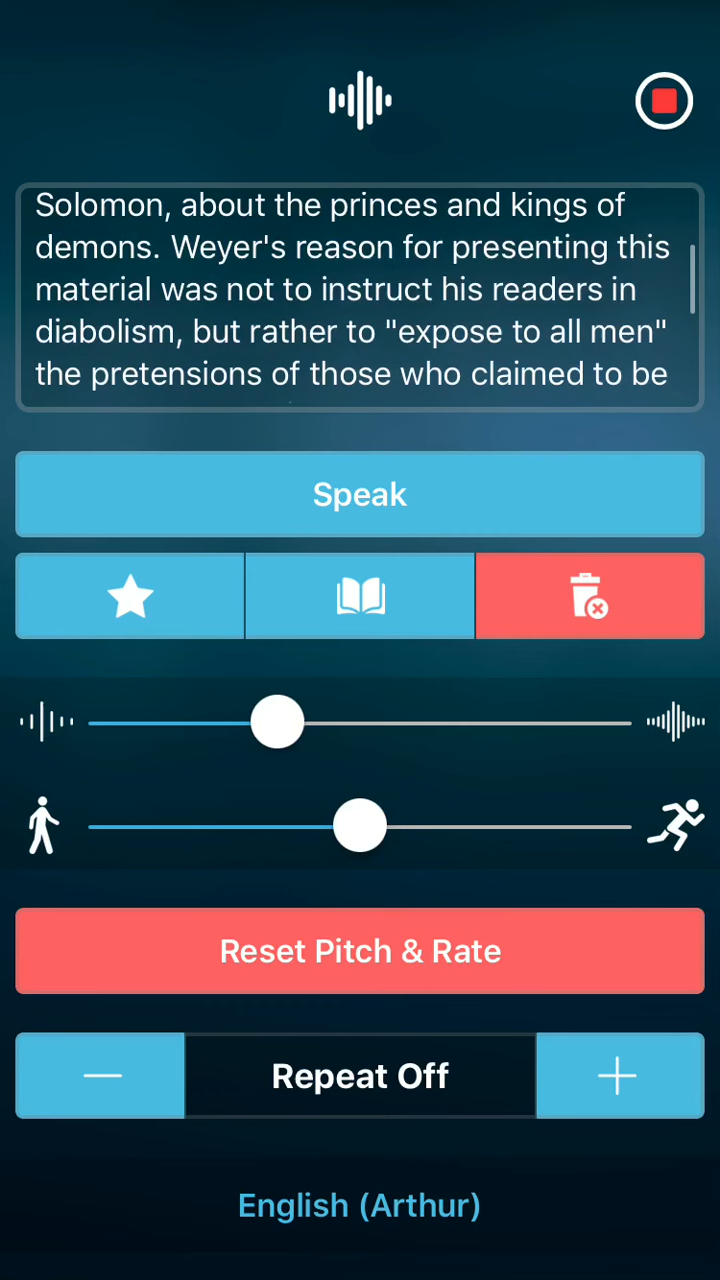 Solomon, about the princes and kings of
demons. Weyer's reason for presenting this
material was not to instruct his readers in
diabolism, but rather to "expose to all men"
the pretensions of those who claimed to be
Speak
Reset Pitch & Rate
Repeat Off
English (Arthur)